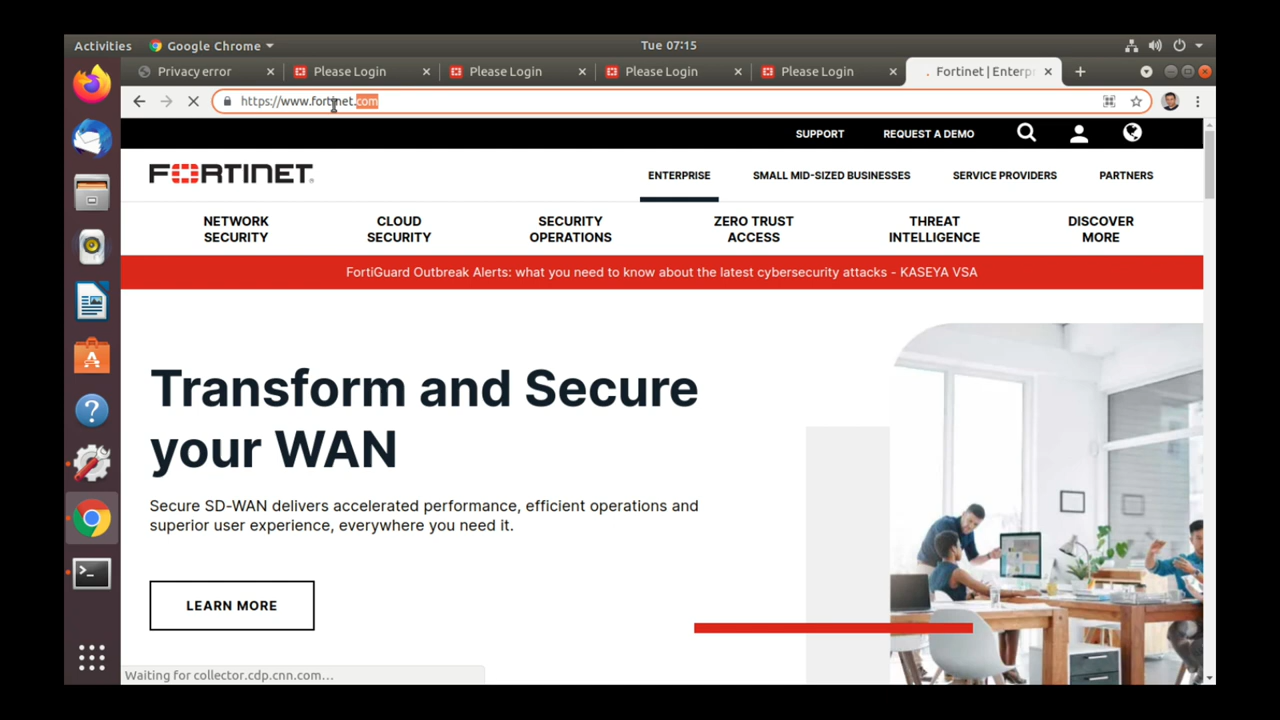 Activities Google Chrome Tue 07:15
Privacy error Please Login Please Login Please Login Please Login Fortinet | Enterp
https://www.fortinet.com
SUPPORT REQUEST A DEMO
FORTINET ENTERPRISE SMALL MID-SIZED BUSINESSES SERVICE PROVIDERS PARTNERS
NETWORK SECURITY CLOUD SECURITY SECURITY OPERATIONS ZERO TRUST ACCESS THREAT INTELLIGENCE DISCOVER MORE
FortiGuard Outbreak Alerts: what you need to know about the latest cybersecurity attacks - KASEYA VSA
Transform and Secure
your WAN
Secure SD-WAN delivers accelerated performance, efficient operations and
superior user experience, everywhere you need it.
LEARN MORE
Waiting for collector.cdp.cnn.com...